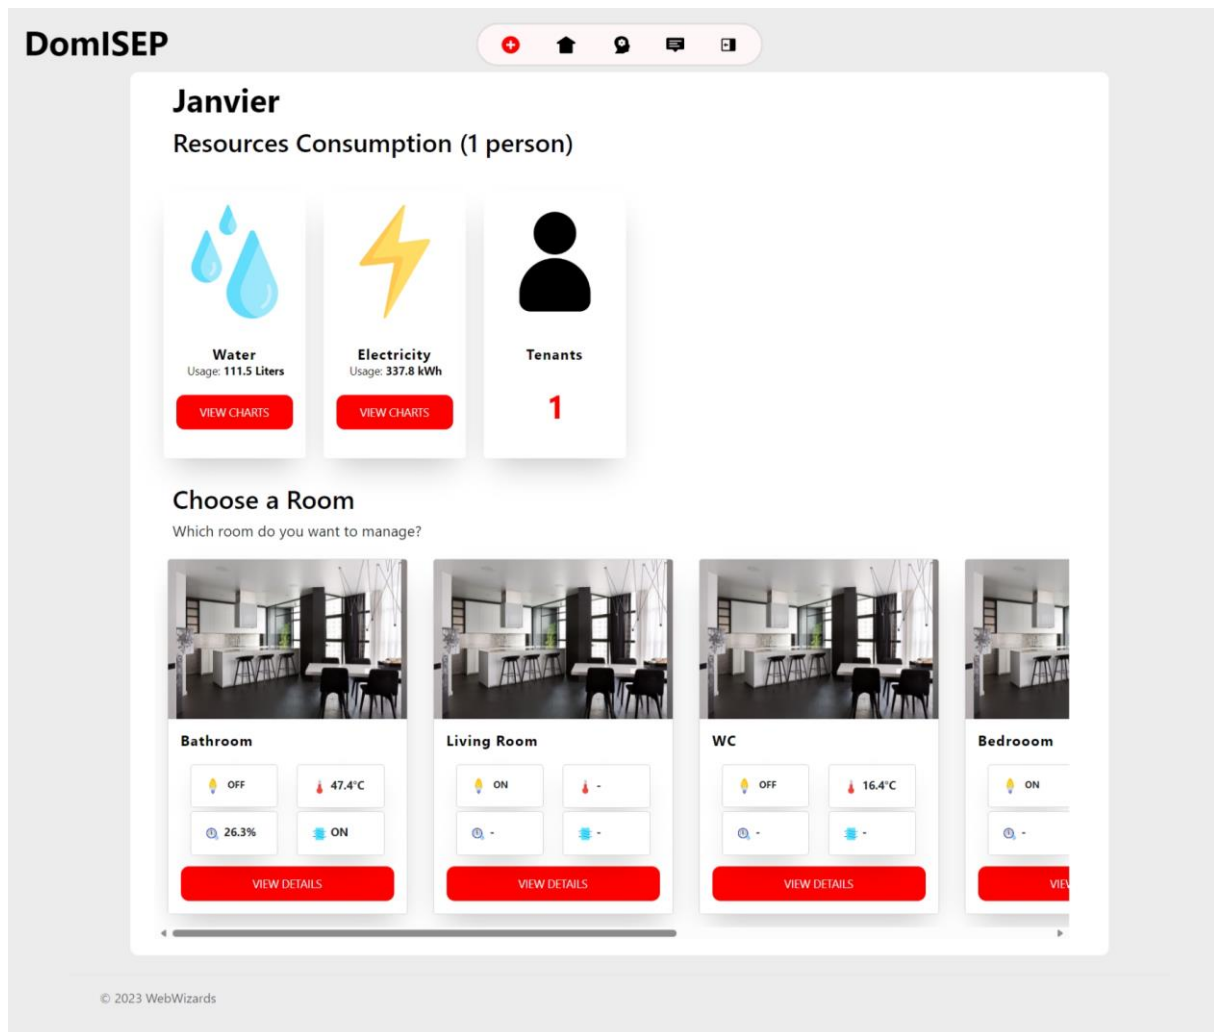 DomISEP
Janvier
Resources Consumption (1 person)
Water
Usage: 111.5 Liters
VIEW CHARTS
Electricity
Usage: 337.8 kWh
VIEW CHARTS
Tenants
1
Choose a Room
Which room do you want to manage?
Bathroom
OFF
47.4°C
26.3%
ON
VIEW DETAILS
Living Room
ON
-
-
-
VIEW DETAILS
WC
OFF
16.4°C
-
-
VIEW DETAILS
Bedrooom
ON
-
© 2023 WebWizards